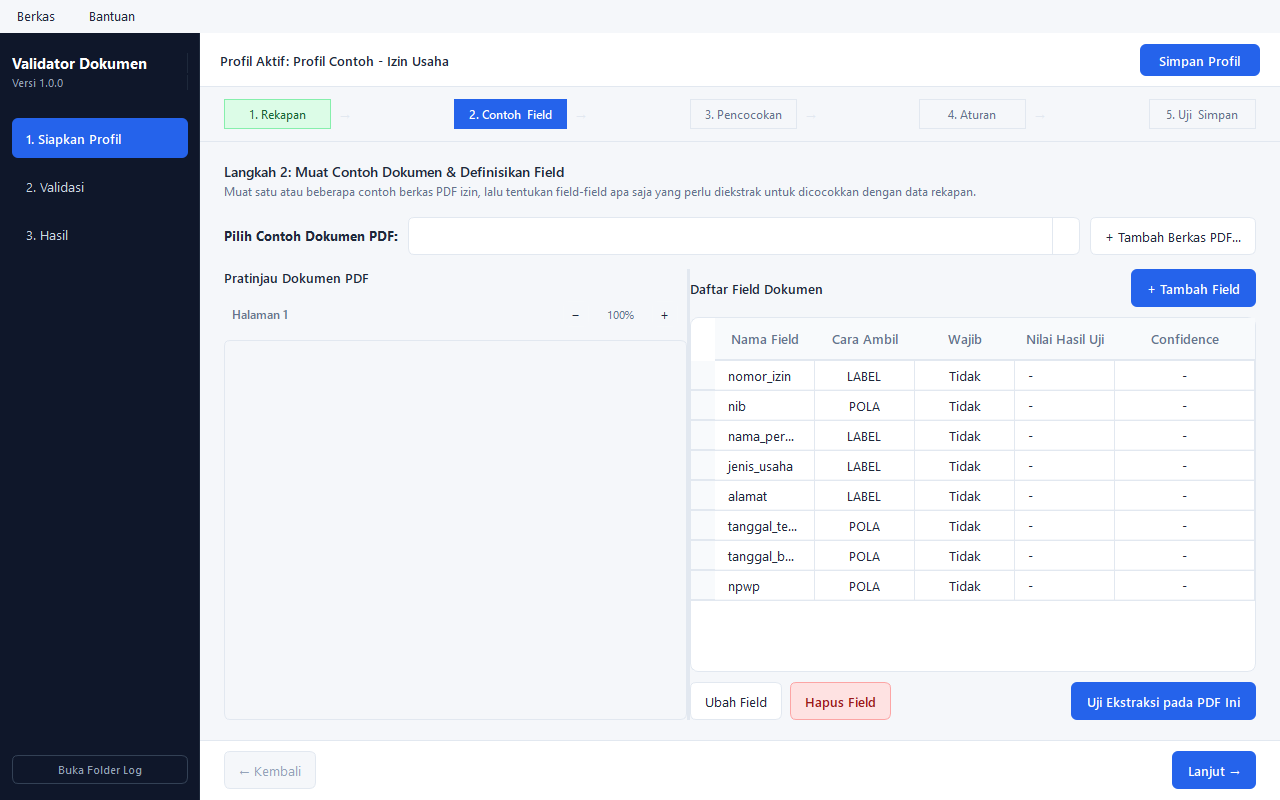 Berkas Bantuan
Validator Dokumen
Versi 1.0.0
1. Siapkan Profil
2. Validasi
3. Hasil
Buka Folder Log
Profil Aktif: Profil Contoh - Izin Usaha
Simpan Profil
1. Rekapan → 2. Contoh Field → 3. Pencocokan → 4. Aturan → 5. Uji Simpan
Langkah 2: Muat Contoh Dokumen & Definisikan Field
Muat satu atau beberapa contoh berkas PDF izin, lalu tentukan field-field apa saja yang perlu diekstrak untuk dicocokkan dengan data rekapan.
Pilih Contoh Dokumen PDF:
+ Tambah Berkas PDF...
Pratinjau Dokumen PDF
Halaman 1 − 100% +
Daftar Field Dokumen
+ Tambah Field
Nama Field Cara Ambil Wajib Nilai Hasil Uji Confidence
nomor_izin LABEL Tidak - -
nib POLA Tidak - -
nama_per... LABEL Tidak - -
jenis_usaha LABEL Tidak - -
alamat LABEL Tidak - -
tanggal_te... POLA Tidak - -
tanggal_b... POLA Tidak - -
npwp POLA Tidak - -
Ubah Field
Hapus Field
Uji Ekstraksi pada PDF Ini
← Kembali
Lanjut →